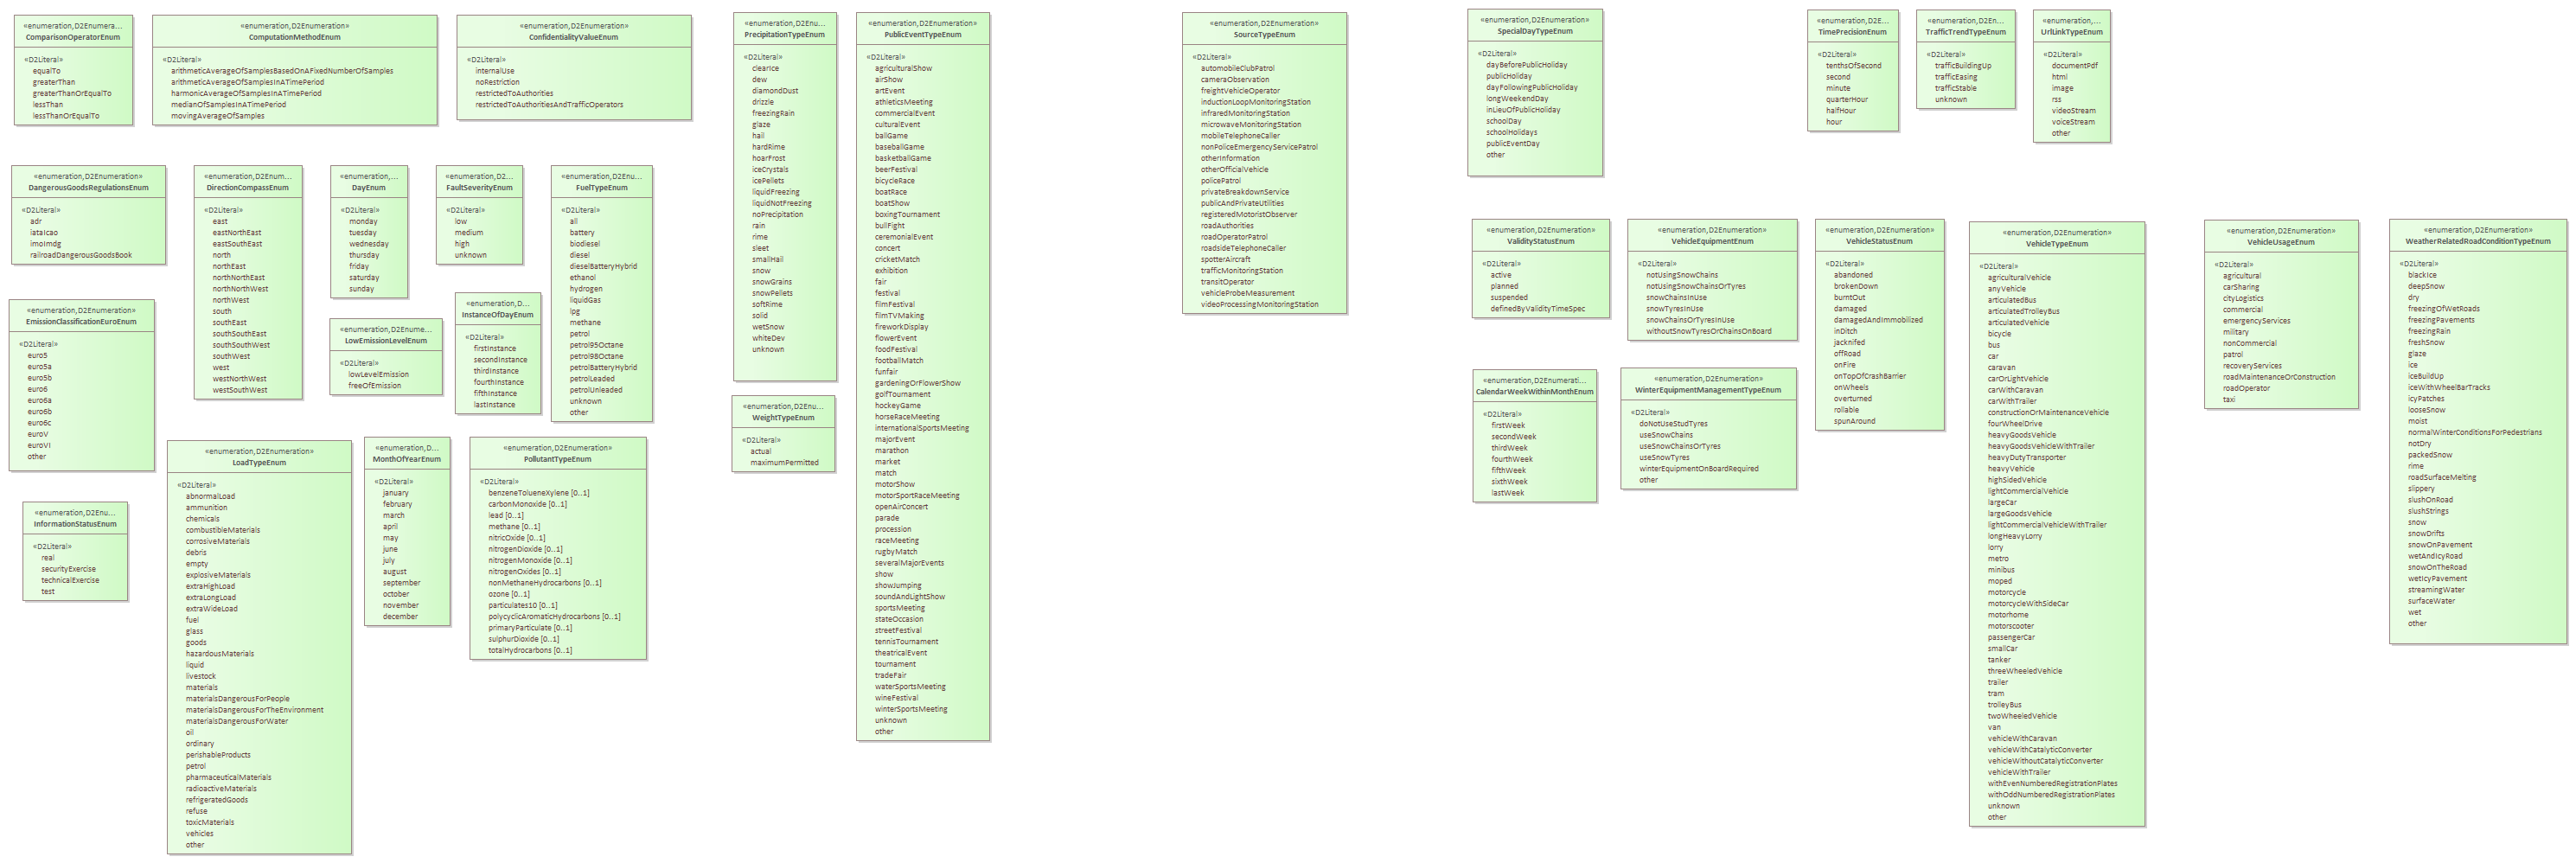 «enumeration,D2Enumera...
ComparisonOperatorEnum
«D2Literal»
equalTo
greaterThan
greaterThanOrEqualTo
lessThan
lessThanOrEqualTo
«enumeration,D2Enumeration»
ComputationMethodEnum
«D2Literal»
arithmeticAverageOfSamplesBasedOnAFixedNumberOfSamples
arithmeticAverageOfSamplesInATimePeriod
harmonicAverageOfSamplesInATimePeriod
medianOfSamplesInATimePeriod
movingAverageOfSamples
«enumeration,D2Enumeration»
ConfidentialityValueEnum
«D2Literal»
internalUse
noRestriction
restrictedToAuthorities
restrictedToAuthoritiesAndTrafficOperators
«enumeration,D2Enumeration»
DangerousGoodsRegulationsEnum
«D2Literal»
adr
iataIcao
imoImdg
railroadDangerousGoodsBook
«enumeration,D2Enum...
DirectionCompassEnum
«D2Literal»
east
eastNorthEast
eastSouthEast
north
northEast
northNorthEast
northNorthWest
northWest
south
southEast
southSouthEast
southSouthWest
southWest
west
westNorthWest
westSouthWest
«enumeration,...
DayEnum
«D2Literal»
monday
tuesday
wednesday
thursday
friday
saturday
sunday
«enumeration,D2...
FaultSeverityEnum
«D2Literal»
low
medium
high
unknown
«enumeration,D2Enu...
FuelTypeEnum
«D2Literal»
all
battery
biodiesel
diesel
dieselBatteryHybrid
ethanol
hydrogen
liquidGas
lpg
methane
petrol
petrol95Octane
petrol98Octane
petrolBatteryHybrid
petrolLeaded
petrolUnleaded
unknown
other
«enumeration,D2Enumeration»
EmissionClassificationEuroEnum
«D2Literal»
euro5
euro5a
euro5b
euro6
euro6a
euro6b
euro6c
euroV
euroVI
other
«enumeration,D2Enume...
LowEmissionLevelEnum
«D2Literal»
lowLevelEmission
freeOfEmission
«enumeration,D...
InstanceOfDayEnum
«D2Literal»
firstInstance
secondInstance
thirdInstance
fourthInstance
fifthInstance
lastInstance
«enumeration,D2Enu...
InformationStatusEnum
«D2Literal»
real
securityExercise
technicalExercise
test
«enumeration,D2Enumeration»
LoadTypeEnum
«D2Literal»
abnormalLoad
ammunition
chemicals
combustibleMaterials
corrosiveMaterials
debris
empty
explosiveMaterials
extraHighLoad
extraLongLoad
extraWideLoad
fuel
glass
goods
hazardousMaterials
liquid
livestock
materials
materialsDangerousForPeople
materialsDangerousForTheEnvironment
materialsDangerousForWater
oil
ordinary
perishableProducts
petrol
pharmaceuticalMaterials
radioactiveMaterials
refrigeratedGoods
refuse
toxicMaterials
vehicles
other
«enumeration,D...
MonthOfYearEnum
«D2Literal»
january
february
march
april
may
june
july
august
september
october
november
december
«enumeration,D2Enumeration»
PollutantTypeEnum
«D2Literal»
benzeneTolueneXylene [0..1]
carbonMonoxide [0..1]
lead [0..1]
methane [0..1]
nitricOxide [0..1]
nitrogenDioxide [0..1]
nitrogenMonoxide [0..1]
nitrogenOxides [0..1]
nonMethaneHydrocarbons [0..1]
ozone [0..1]
particulates10 [0..1]
polycyclicAromaticHydrocarbons [0..1]
primaryParticulate [0..1]
sulphurDioxide [0..1]
totalHydrocarbons [0..1]
«enumeration,D2Enu...
PrecipitationTypeEnum
«D2Literal»
clearIce
dew
diamondDust
drizzle
freezingRain
glaze
hail
hardRime
hoarFrost
iceCrystals
icePellets
liquidFreezing
liquidNotFreezing
noPrecipitation
rain
rime
sleet
smallHail
snow
snowGrains
snowPellets
softRime
solid
wetSnow
whiteDev
unknown
«enumeration,D2Enu...
WeightTypeEnum
«D2Literal»
actual
maximumPermitted
«enumeration,D2Enumeration»
PublicEventTypeEnum
«D2Literal»
agriculturalShow
airShow
artEvent
athleticsMeeting
commercialEvent
culturalEvent
ballGame
baseballGame
basketballGame
beerFestival
bicycleRace
boatRace
boatShow
boxingTournament
bullFight
ceremonialEvent
concert
cricketMatch
exhibition
fair
festival
filmFestival
filmTVMaking
fireworkDisplay
flowerEvent
foodFestival
footballMatch
funfair
gardeningOrFlowerShow
golfTournament
hockeyGame
horseRaceMeeting
internationalSportsMeeting
majorEvent
marathon
market
match
motorShow
motorSportRaceMeeting
openAirConcert
parade
procession
raceMeeting
rugbyMatch
severalMajorEvents
show
showJumping
soundAndLightShow
sportsMeeting
stateOccasion
streetFestival
tennisTournament
theatricalEvent
tournament
tradeFair
waterSportsMeeting
wineFestival
winterSportsMeeting
unknown
other
«enumeration,D2Enumeration»
SourceTypeEnum
«D2Literal»
automobileClubPatrol
cameraObservation
freightVehicleOperator
inductionLoopMonitoringStation
infraredMonitoringStation
microwaveMonitoringStation
mobileTelephoneCaller
nonPoliceEmergencyServicePatrol
otherInformation
otherOfficialVehicle
policePatrol
privateBreakdownService
publicAndPrivateUtilities
registeredMotoristObserver
roadAuthorities
roadOperatorPatrol
roadsideTelephoneCaller
spotterAircraft
trafficMonitoringStation
transitOperator
vehicleProbeMeasurement
videoProcessingMonitoringStation
«enumeration,D2Enumeration»
SpecialDayTypeEnum
«D2Literal»
dayBeforePublicHoliday
publicHoliday
dayFollowingPublicHoliday
longWeekendDay
inLieuOfPublicHoliday
schoolDay
schoolHolidays
publicEventDay
other
«enumeration,D2E...
TimePrecisionEnum
«D2Literal»
tenthsOfSecond
second
minute
quarterHour
halfHour
hour
«enumeration,D2En...
TrafficTrendTypeEnum
«D2Literal»
trafficBuildingUp
trafficEasing
trafficStable
unknown
«enumeration,...
UrlLinkTypeEnum
«D2Literal»
documentPdf
html
image
rss
videoStream
voiceStream
other
«enumeration,D2Enumeration»
ValidityStatusEnum
«D2Literal»
active
planned
suspended
definedByValidityTimeSpec
«enumeration,D2Enumeration»
VehicleEquipmentEnum
«D2Literal»
notUsingSnowChains
notUsingSnowChainsOrTyres
snowChainsInUse
snowTyresInUse
snowChainsOrTyresInUse
withoutSnowTyresOrChainsOnBoard
«enumeration,D2Enumeration»
VehicleStatusEnum
«D2Literal»
abandoned
brokenDown
burntOut
damaged
damagedAndImmobilized
inDitch
jacknifed
offRoad
onFire
onTopOfCrashBarrier
onWheels
overturned
rollable
spunAround
«enumeration,D2Enumerati...
CalendarWeekWithinMonthEnum
«D2Literal»
firstWeek
secondWeek
thirdWeek
fourthWeek
fifthWeek
sixthWeek
lastWeek
«enumeration,D2Enumeration»
WinterEquipmentManagementTypeEnum
«D2Literal»
doNotUseStudTyres
useSnowChains
useSnowChainsOrTyres
useSnowTyres
winterEquipmentOnBoardRequired
other
«enumeration,D2Enumeration»
VehicleTypeEnum
«D2Literal»
agriculturalVehicle
anyVehicle
articulatedBus
articulatedTrolleyBus
articulatedVehicle
bicycle
bus
car
caravan
carOrLightVehicle
carWithCaravan
carWithTrailer
constructionOrMaintenanceVehicle
fourWheelDrive
heavyGoodsVehicle
heavyGoodsVehicleWithTrailer
heavyDutyTransporter
heavyVehicle
highSidedVehicle
lightCommercialVehicle
largeCar
largeGoodsVehicle
lightCommercialVehicleWithTrailer
longHeavyLorry
lorry
metro
minibus
moped
motorcycle
motorcycleWithSideCar
motorhome
motorscooter
passengerCar
smallCar
tanker
threeWheeledVehicle
trailer
tram
trolleyBus
twoWheeledVehicle
van
vehicleWithCaravan
vehicleWithCatalyticConverter
vehicleWithoutCatalyticConverter
vehicleWithTrailer
withEvenNumberedRegistrationPlates
withOddNumberedRegistrationPlates
unknown
other
«enumeration,D2Enumeration»
VehicleUsageEnum
«D2Literal»
agricultural
carSharing
cityLogistics
commercial
emergencyServices
military
nonCommercial
patrol
recoveryServices
roadMaintenanceOrConstruction
roadOperator
taxi
«enumeration,D2Enumeration»
WeatherRelatedRoadConditionTypeEnum
«D2Literal»
blackIce
deepSnow
dry
freezingOfWetRoads
freezingPavements
freezingRain
freshSnow
glaze
ice
iceBuildUp
iceWithWheelBarTracks
icyPatches
looseSnow
moist
normalWinterConditionsForPedestrians
notDry
packedSnow
rime
roadSurfaceMelting
slippery
slushOnRoad
slushStrings
snow
snowDrifts
snowOnPavement
wetAndIcyRoad
snowOnTheRoad
wetIcyPavement
streamingWater
surfaceWater
wet
other